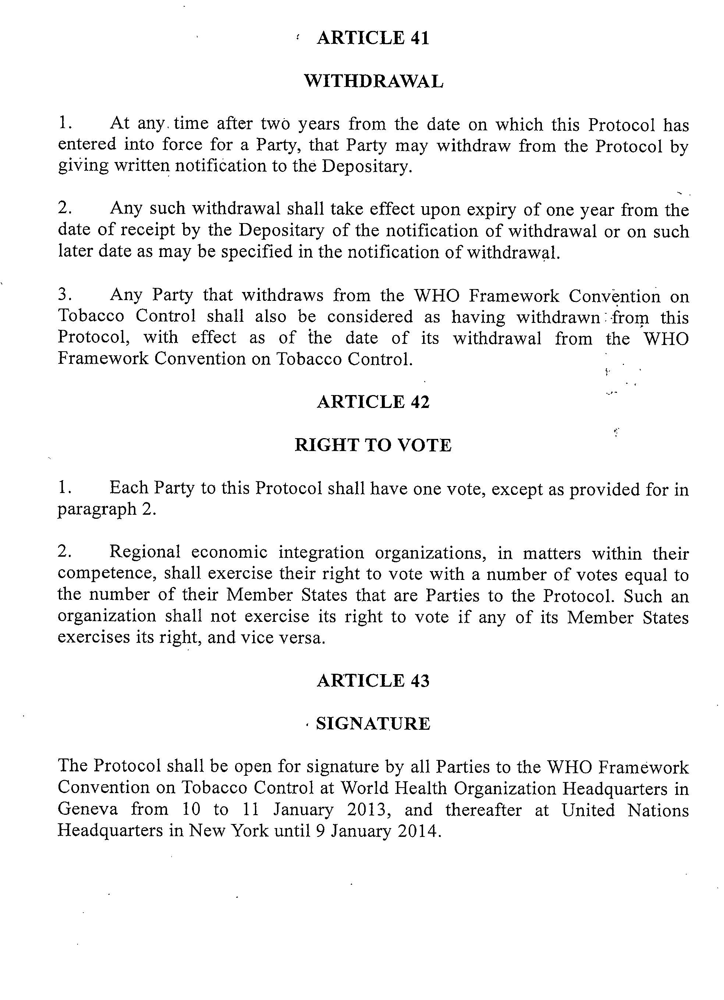 ARTICLE 41
WITHDRAWAL
1. At any time after two years from the date on which this Protocol has
entered into force for a Party, that Party may withdraw from the Protocol by
giving written notification to the Depositary.
2. Any such withdrawal shall take effect upon expiry of one year from the
date of receipt by the Depositary of the notification of withdrawal or on such
later date as may be specified in the notification of withdrawal.
3. Any Party that withdraws from the WHO Framework Convention on
Tobacco Control shall also be considered as having withdrawn from this
Protocol, with effect as of the date of its withdrawal from the WHO
Framework Convention on Tobacco Control.
ARTICLE 42
RIGHT TO VOTE
1. Each Party to this Protocol shall have one vote, except as provided for in
paragraph 2.
2. Regional economic integration organizations, in matters within their
competence, shall exercise their right to vote with a number of votes equal to
the number of their Member States that are Parties to the Protocol. Such an
organization shall not exercise its right to vote if any of its Member States
exercises its right, and vice versa.
ARTICLE 43
SIGNATURE
The Protocol shall be open for signature by all Parties to the WHO Framework
Convention on Tobacco Control at World Health Organization Headquarters in
Geneva from 10 to 11 January 2013, and thereafter at United Nations
Headquarters in New York until 9 January 2014.